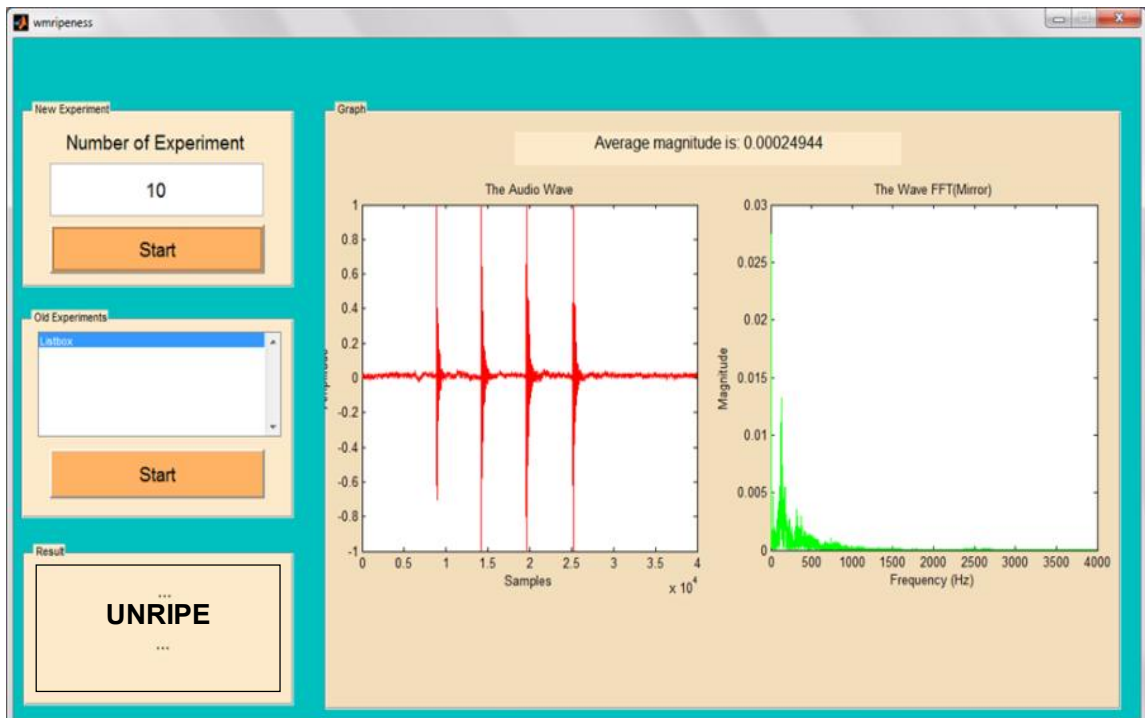 wmripeness
New Experiment
Number of Experiment
10
Start
Old Experiments
Listbox
Start
Result
...
UNRIPE
...
Graph
Average magnitude is: 0.00024944
The Audio Wave
1
0.8
0.6
0.4
0.2
0
-0.2
-0.4
-0.6
-0.8
-1
0 0.5 1 1.5 2 2.5 3 3.5 4
Samples
x 10^4
The Wave FFT(Mirror)
Magnitude
0.03
0.025
0.02
0.015
0.01
0.005
0
0 500 1000 1500 2000 2500 3000 3500 4000
Frequency (Hz)